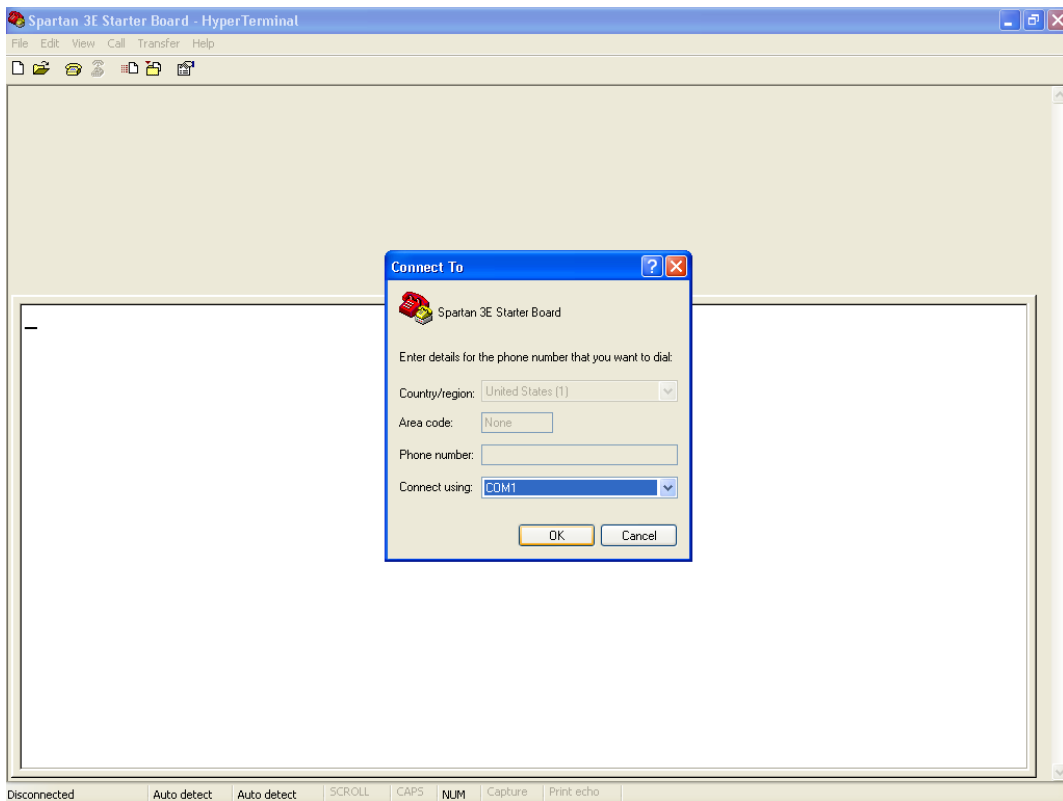 Spartan 3E Starter Board - HyperTerminal
File Edit View Call Transfer Help
Connect To
Spartan 3E Starter Board
Enter details for the phone number that you want to dial:
Country/region: United States (1)
Area code: None
Phone number:
Connect using: COM1
OK Cancel
Disconnected Auto detect Auto detect SCROLL CAPS NUM Capture Print echo